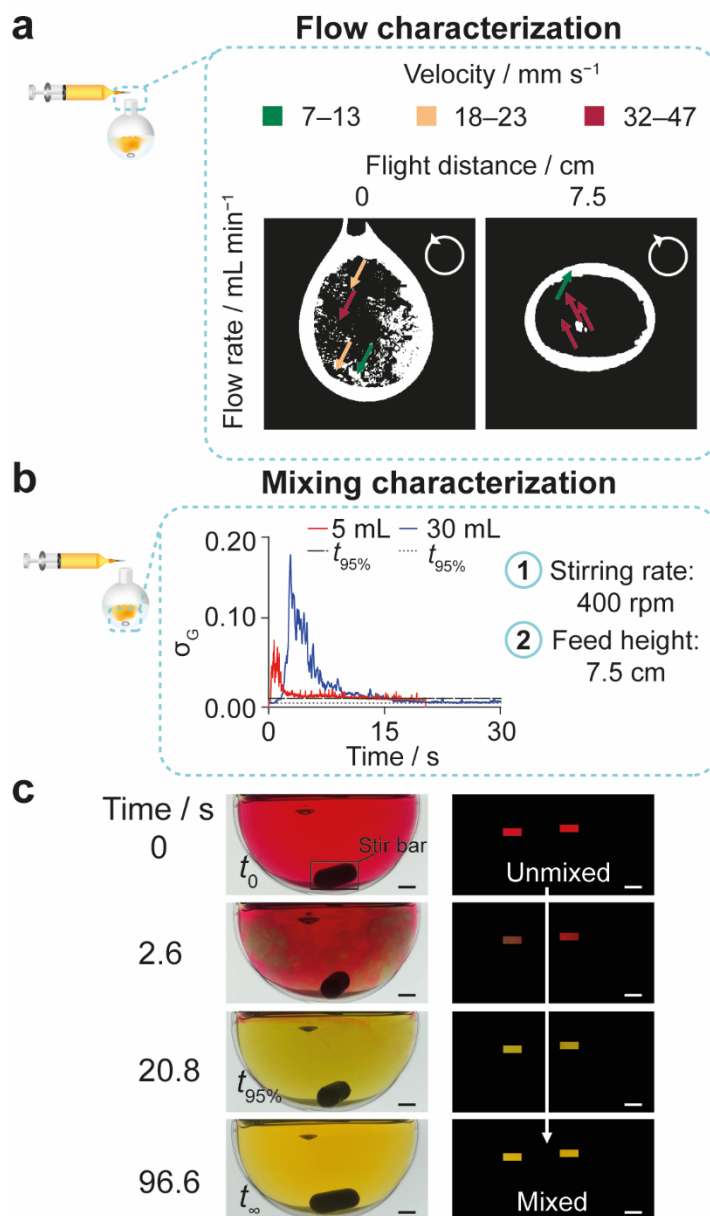 a
Flow characterization
Velocity / mm s⁻¹
7–13
18–23
32–47
Flight distance / cm
0
7.5
Flow rate / mL min⁻¹
b
Mixing characterization
5 mL
30 mL
t95%
t95%
0.20
0.10
0.00
σG
0
15
30
Time / s
1 Stirring rate:
400 rpm
2 Feed height:
7.5 cm
c
Time / s
0
t0
Stir bar
Unmixed
2.6
20.8
t95%
96.6
t∞
Mixed